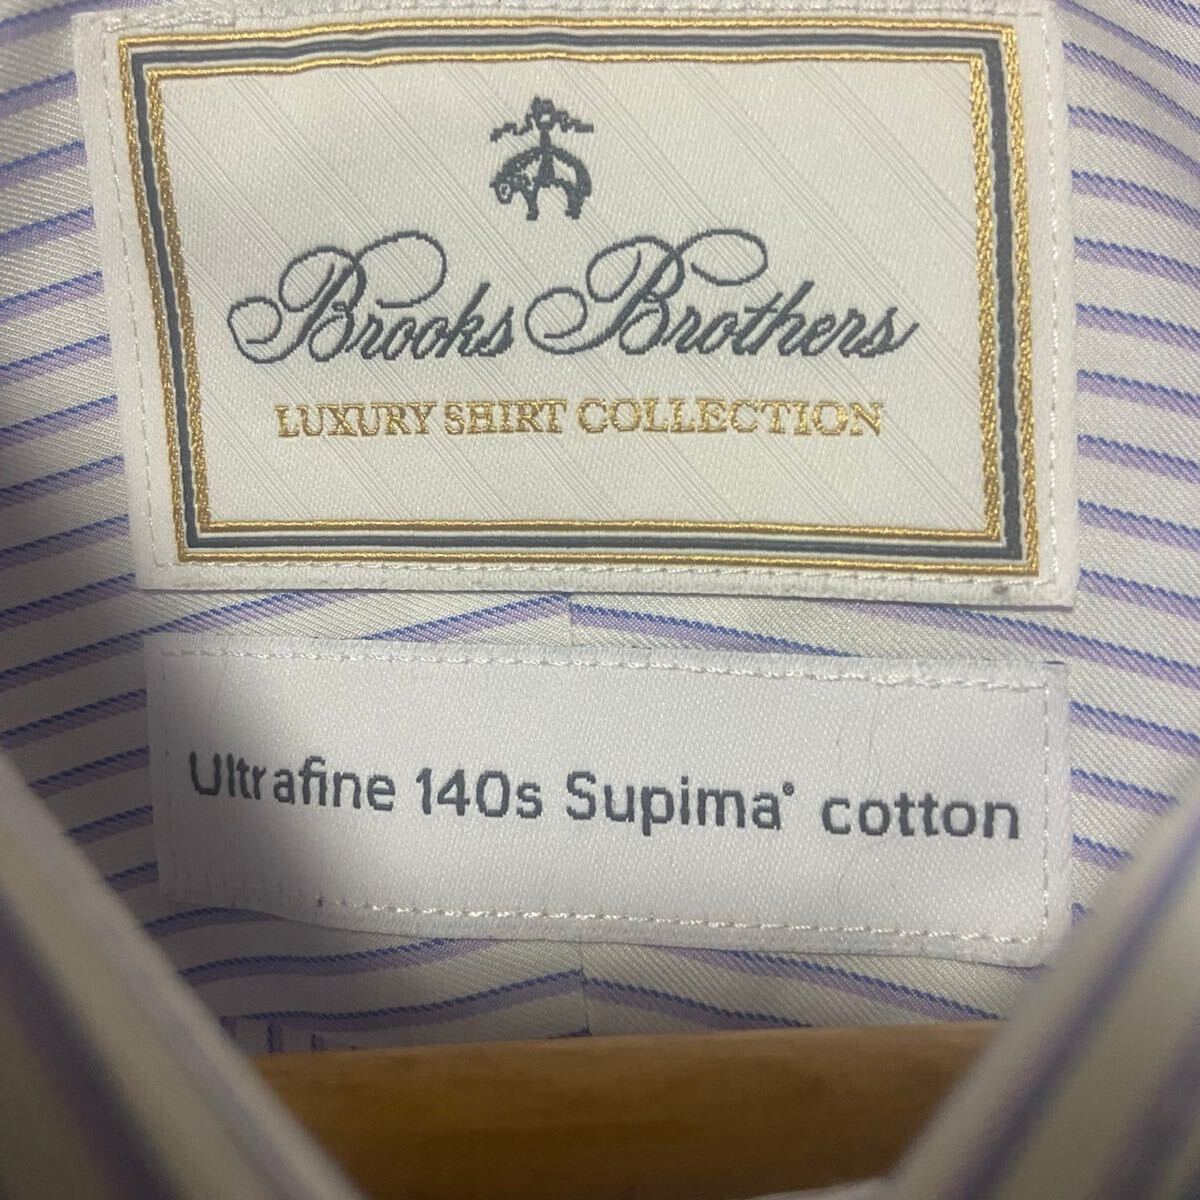 Brooks Brothers
LUXURY SHIRT COLLECTION
Ultrafine 140s Supima® cotton